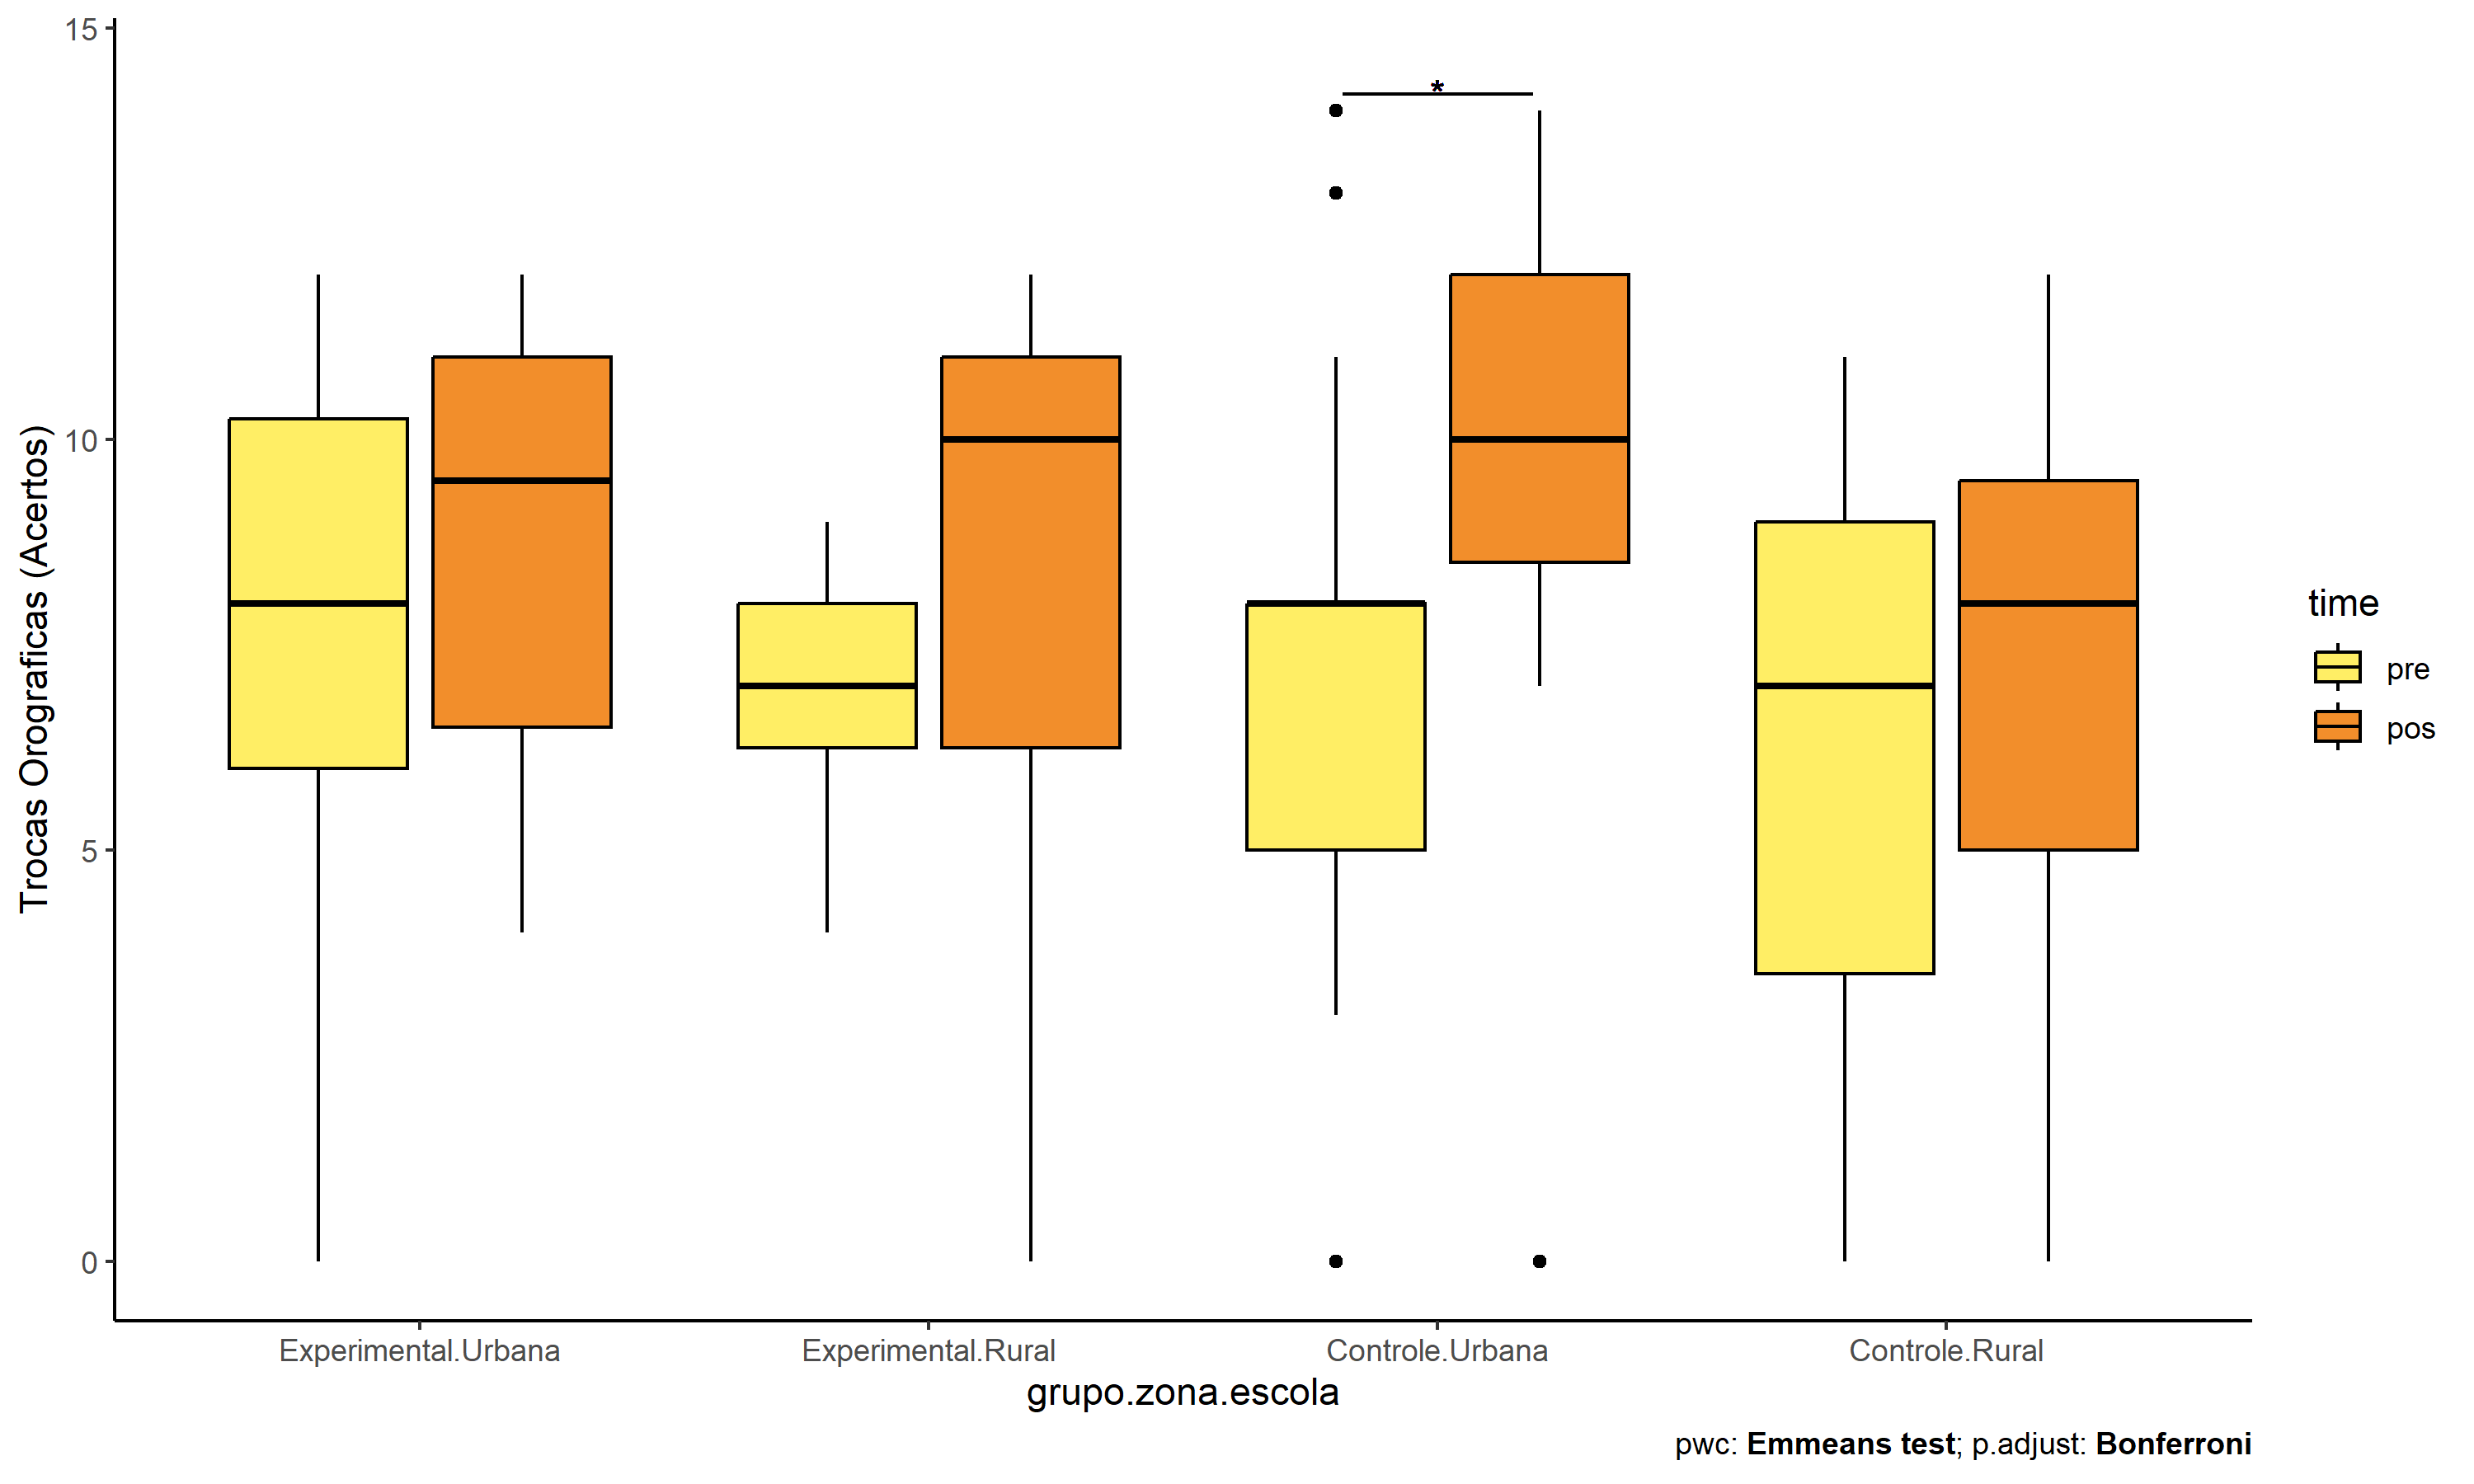 15
10
5
0
Trocas Orograficas (Acertos)
*
Experimental.Urbana
Experimental.Rural
Controle.Urbana
Controle.Rural
grupo.zona.escola
time
pre
pos
pwc: Emmeans test; p.adjust: Bonferroni